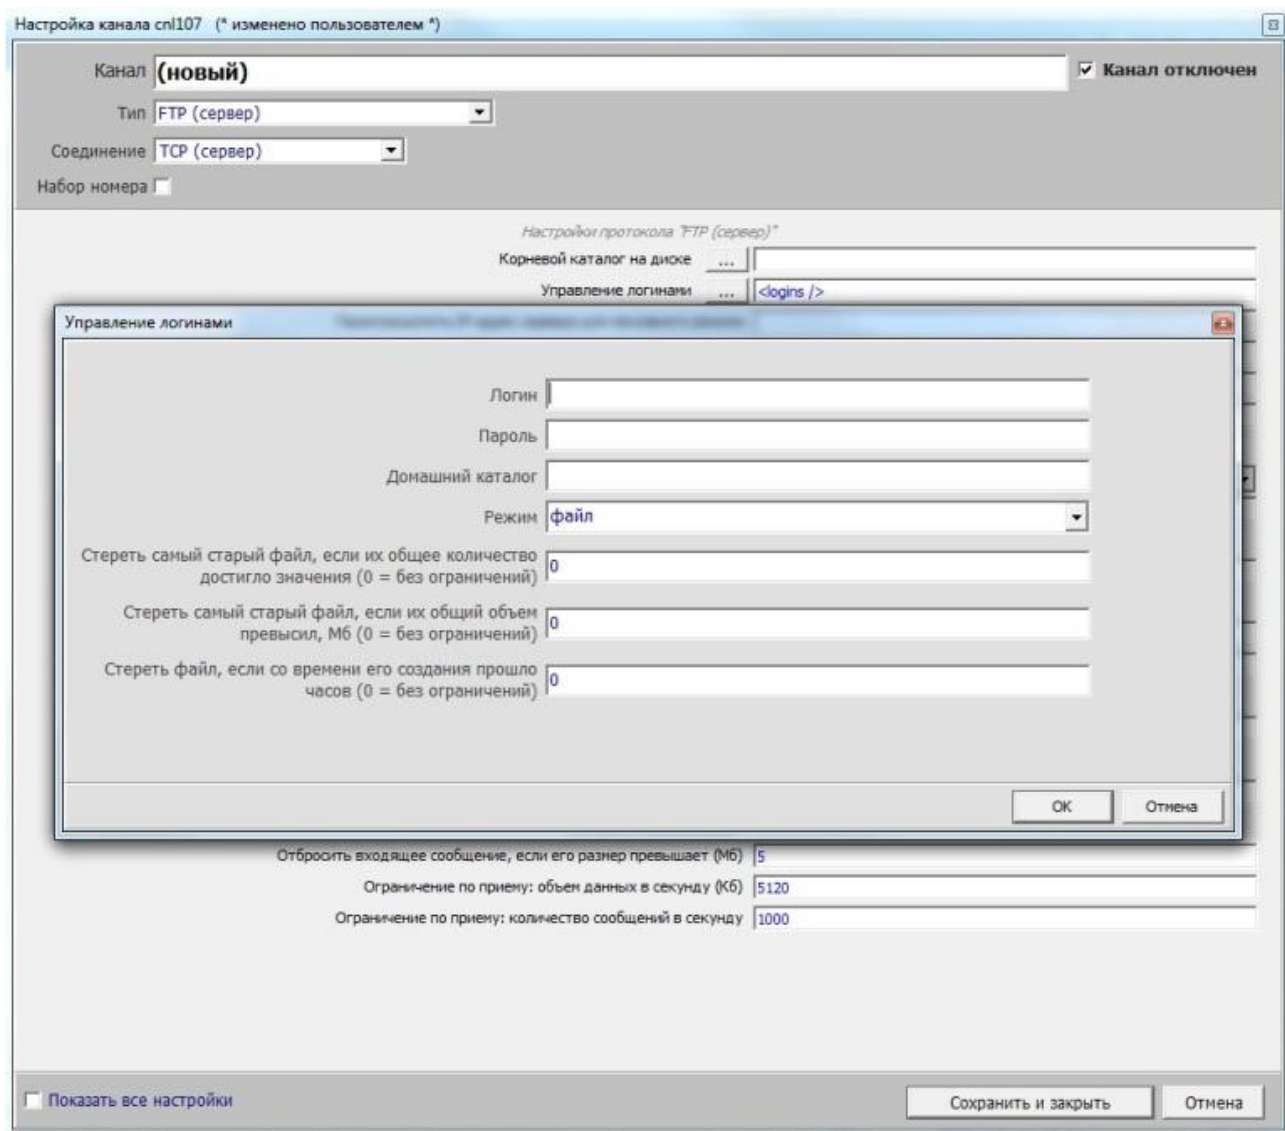 Настройка канала cnl107 (* изменено пользователем *)
Канал (новый) Канал отключен
Тип FTP (сервер)
Соединение TCP (сервер)
Набор номера
Настройки протокола "FTP (сервер)"
Корневой каталог на диске ...
Управление логинами ... <logins />
Управление логинами
Логин
Пароль
Домашний каталог
Режим файл
Стереть самый старый файл, если их общее количество
достигло значения (0 = без ограничений) 0
Стереть самый старый файл, если их общий объем
превысил, Мб (0 = без ограничений) 0
Стереть файл, если со времени его создания прошло
часов (0 = без ограничений) 0
OK Отмена
Отбросить входящее сообщение, если его размер превышает (Мб) 5
Ограничение по приему: объем данных в секунду (Кб) 5120
Ограничение по приему: количество сообщений в секунду 1000
Показать все настройки Сохранить и закрыть Отмена